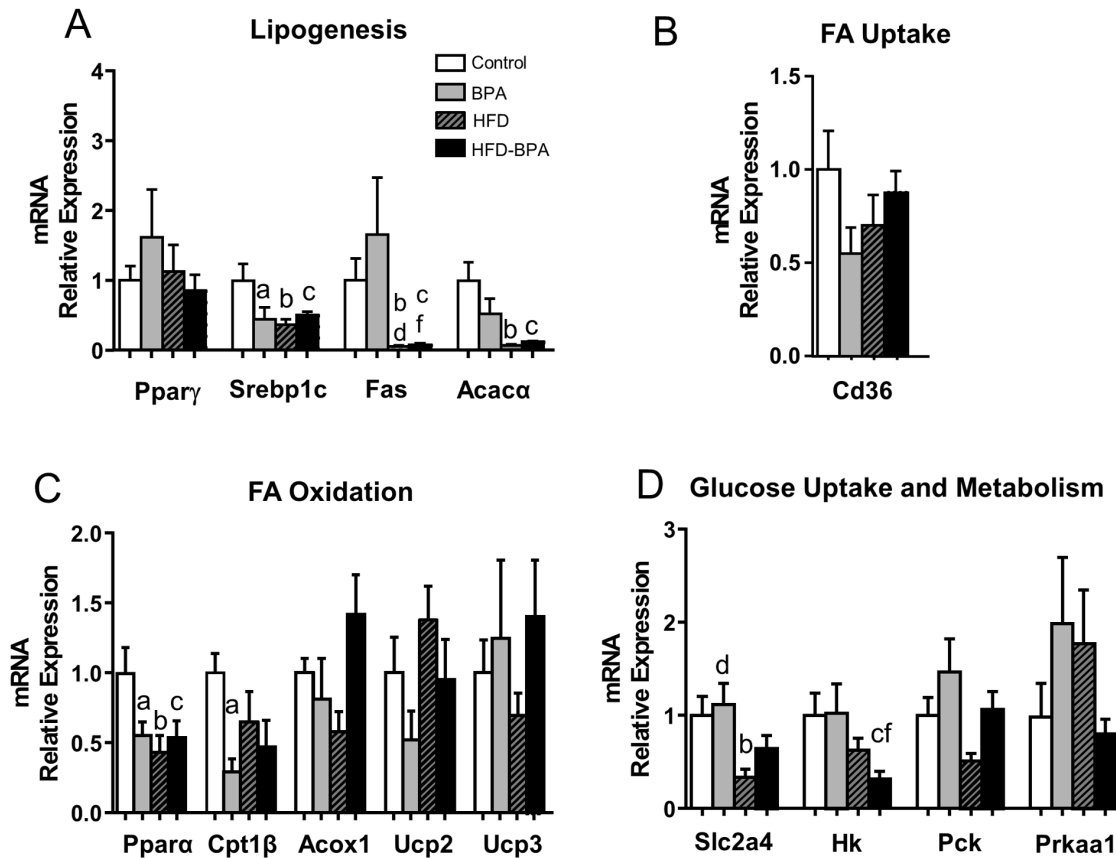 A
Lipogenesis
Control
BPA
HFD
HFD-BPA
mRNA
Relative Expression
4
3
2
1
0
a b c
b c
d f
b c
Pparγ Srebp1c Fas Acacα
B
FA Uptake
mRNA
Relative Expression
1.5
1.0
0.5
0.0
Cd36
C
FA Oxidation
mRNA
Relative Expression
2.0
1.5
1.0
0.5
0.0
a b c
a
Pparα Cpt1β Acox1 Ucp2 Ucp3
D
Glucose Uptake and Metabolism
mRNA
Relative Expression
3
2
1
0
d
b
cf
Slc2a4 Hk Pck Prkaa1